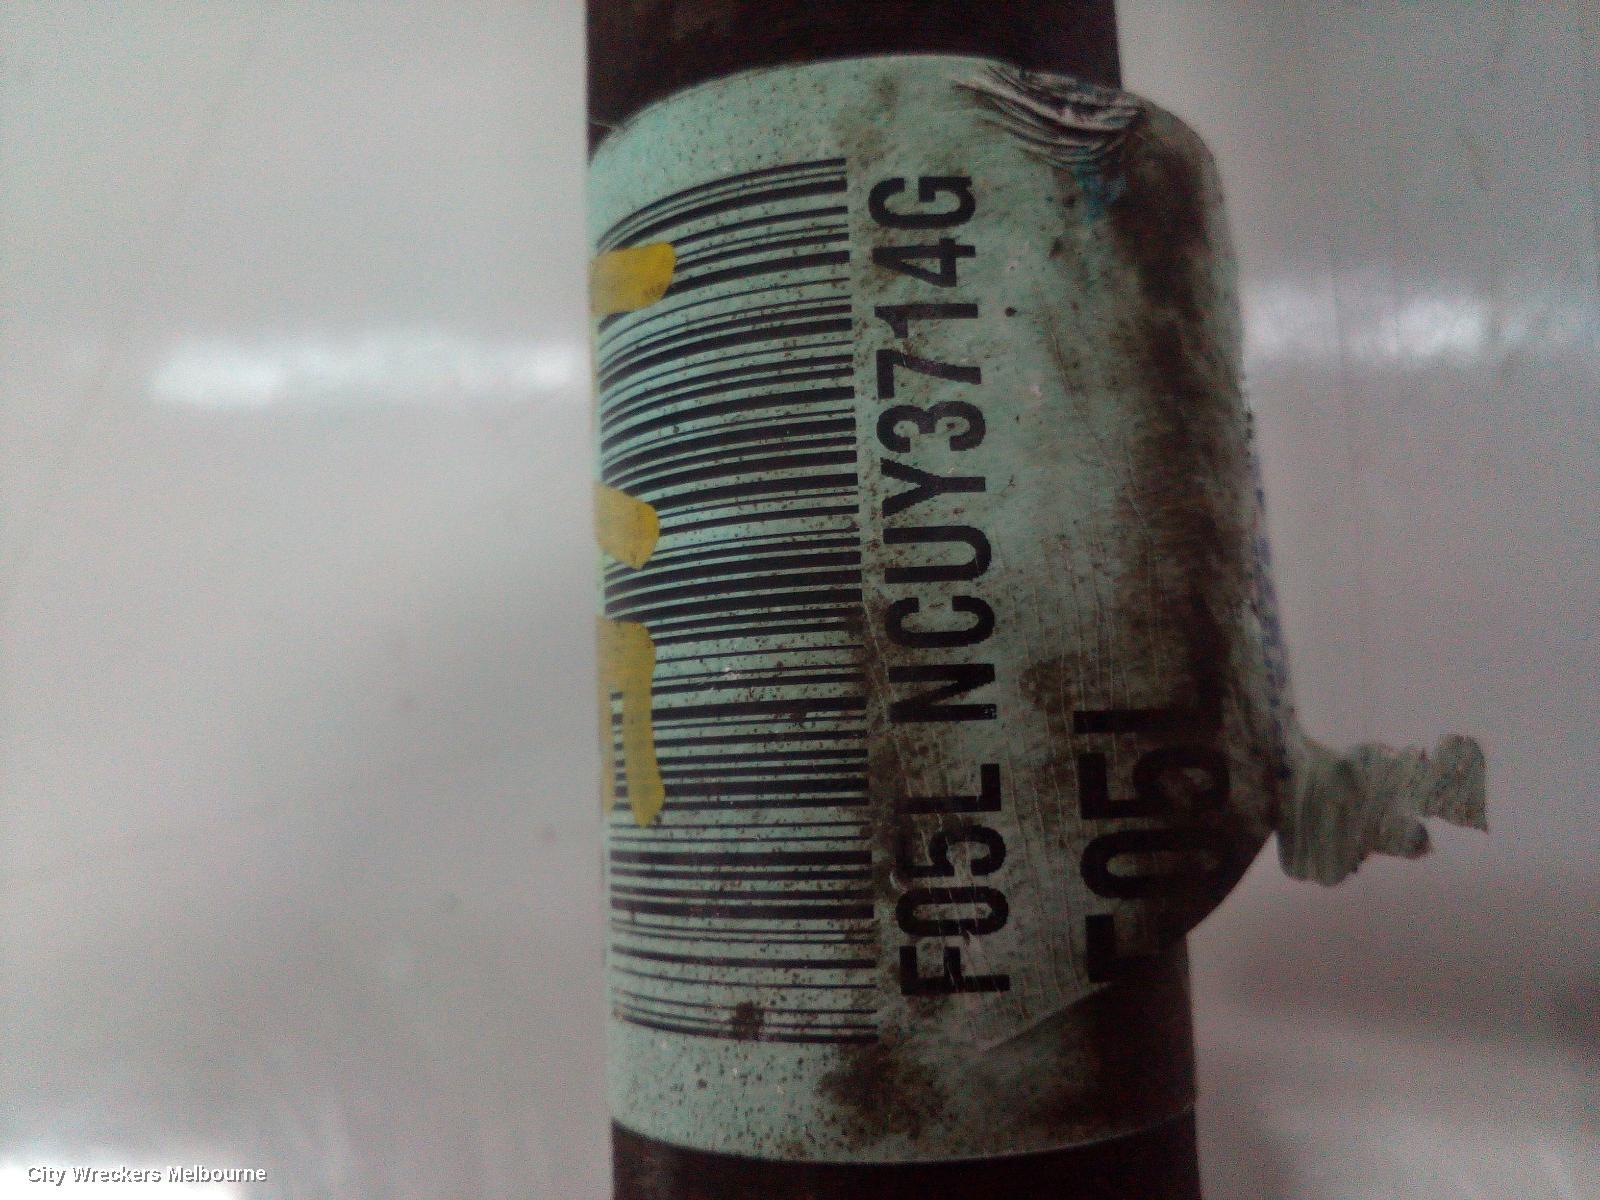 F05L NCUY3714G
F05L
City Wreckers Melbourne